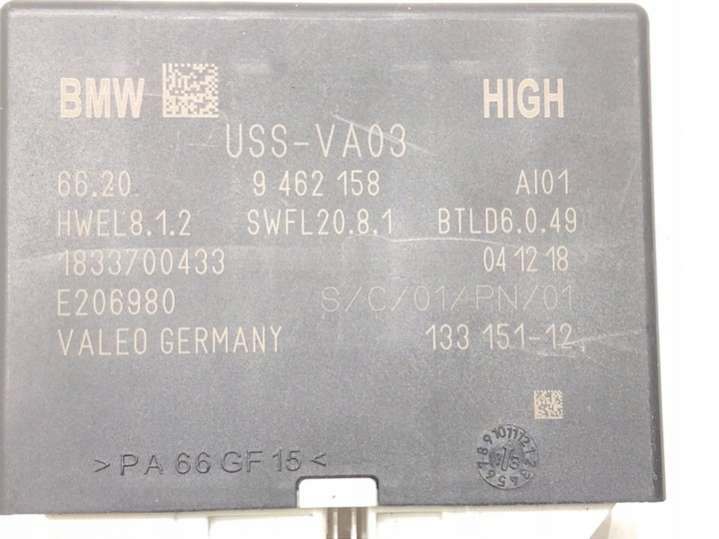 BMW HIGH
USS-VA03
66.20 9 462 158 AI01
HWEL8.1.2 SWFL20.8.1 BTLD6.0.49
1833700433 04 12 18
E206980 S/C/01/PN/01
VALEO GERMANY 133 151-12
>PA 66 GF 15<